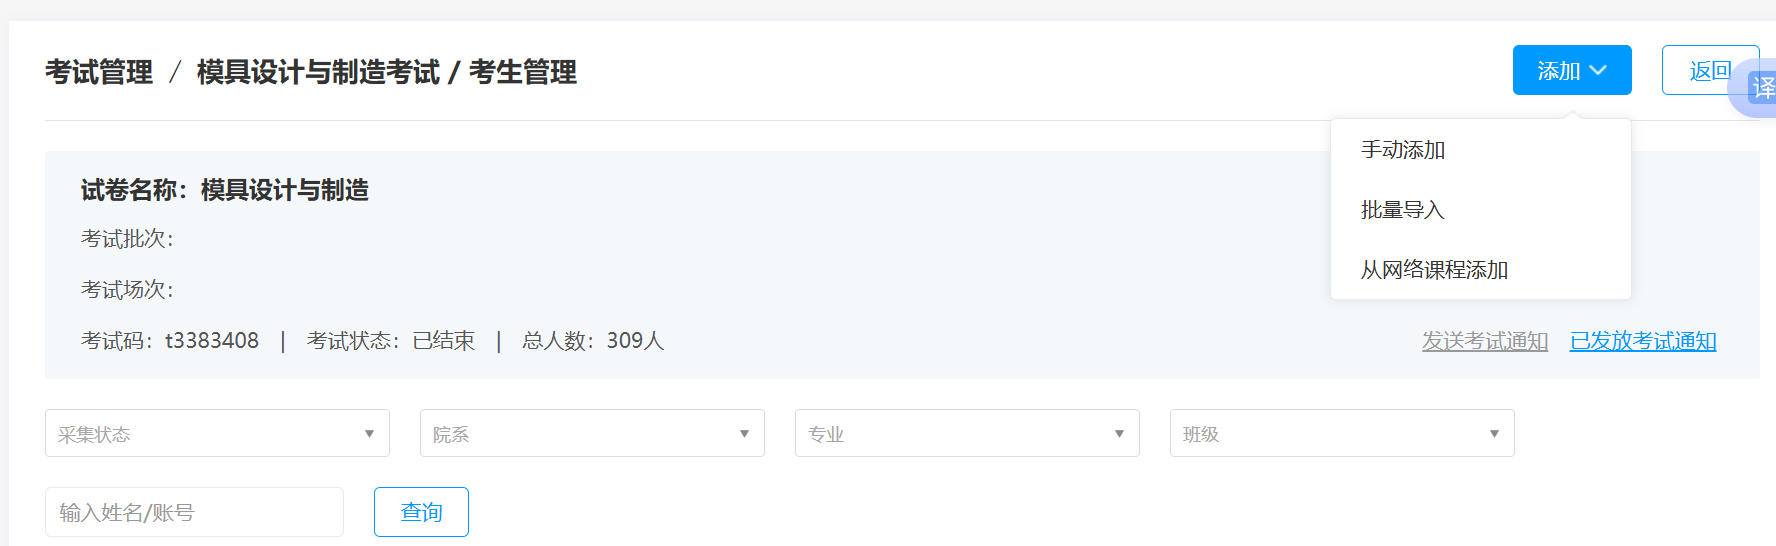 考试管理 / 模具设计与制造考试 / 考生管理
添加
返回
译
手动添加
批量导入
从网络课程添加
试卷名称：模具设计与制造
考试批次：
考试场次：
考试码：t3383408 | 考试状态：已结束 | 总人数：309人
发送考试通知 已发放考试通知
采集状态 院系 专业 班级
输入姓名/账号 查询